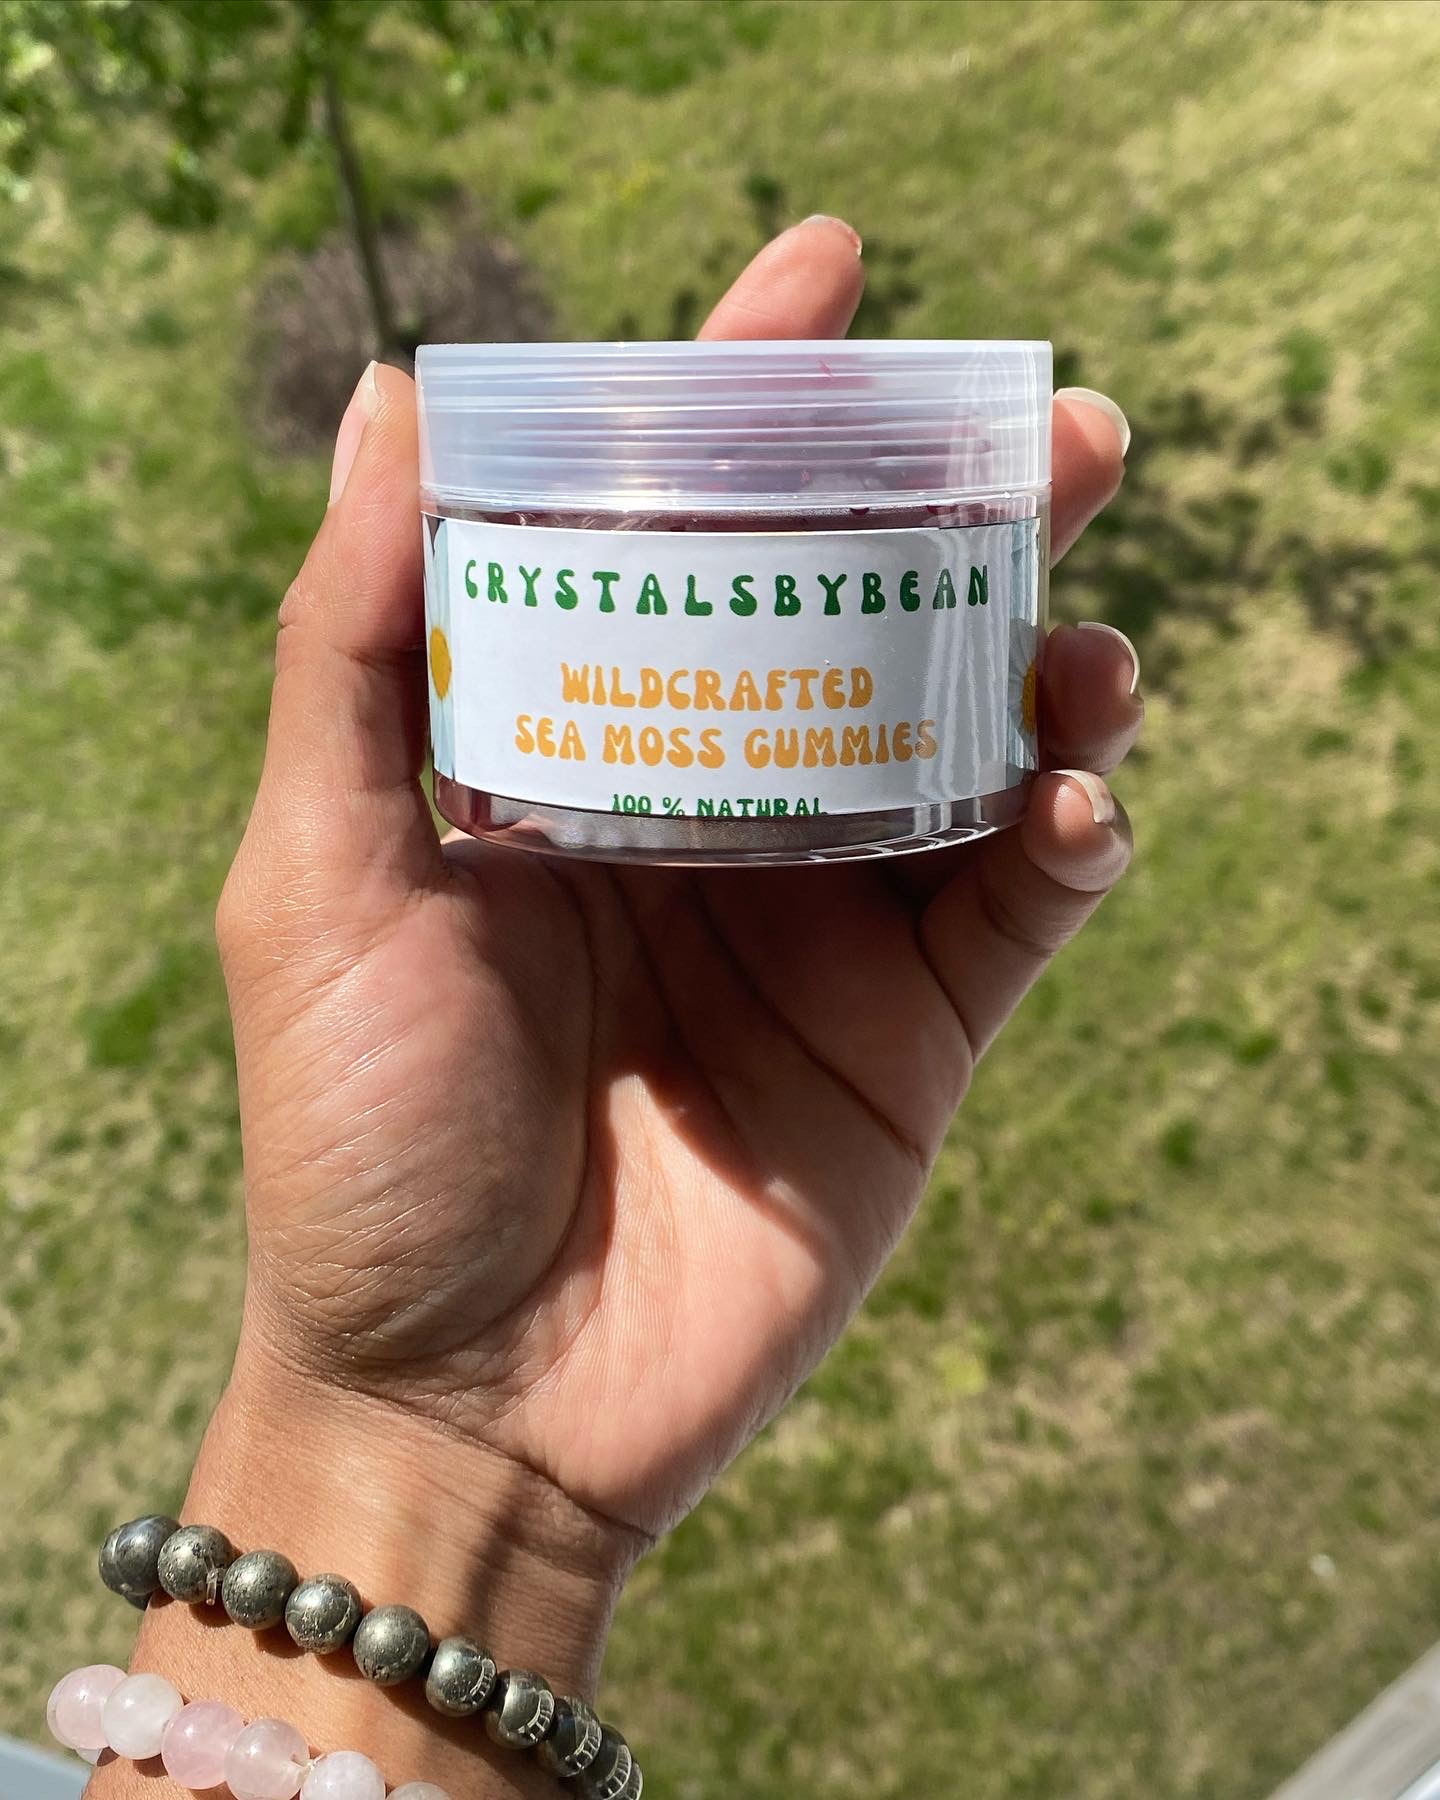 CRYSTALSBYBEAN
WILDCRAFTED
SEA MOSS GUMMIES
100 % NATURAL